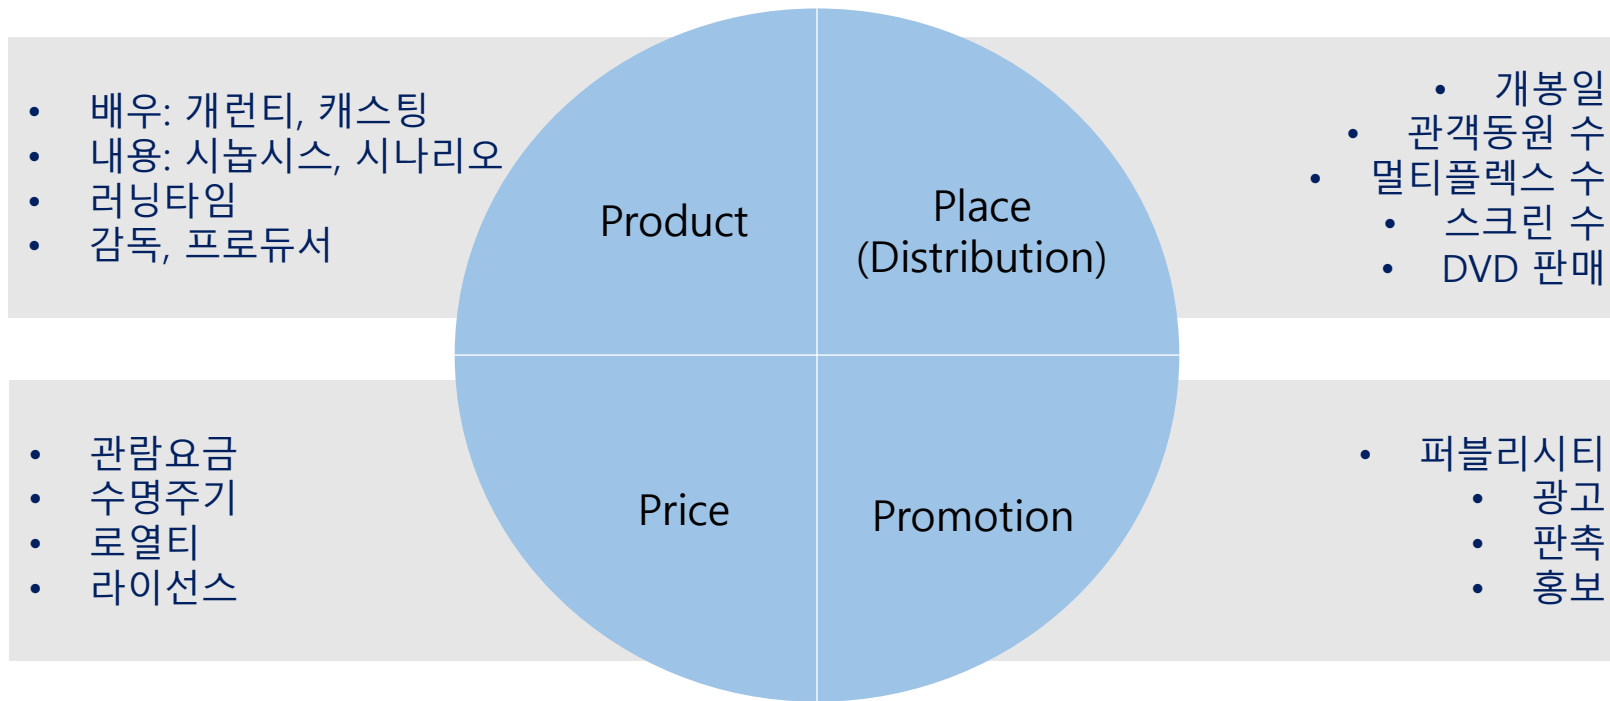 • 배우: 개런티, 캐스팅
• 내용: 시놉시스, 시나리오
• 러닝타임
• 감독, 프로듀서
Product
Place
(Distribution)
• 개봉일
• 관객동원 수
• 멀티플렉스 수
• 스크린 수
• DVD 판매
• 관람요금
• 수명주기
• 로열티
• 라이선스
Price
Promotion
• 퍼블리시티
• 광고
• 판촉
• 홍보